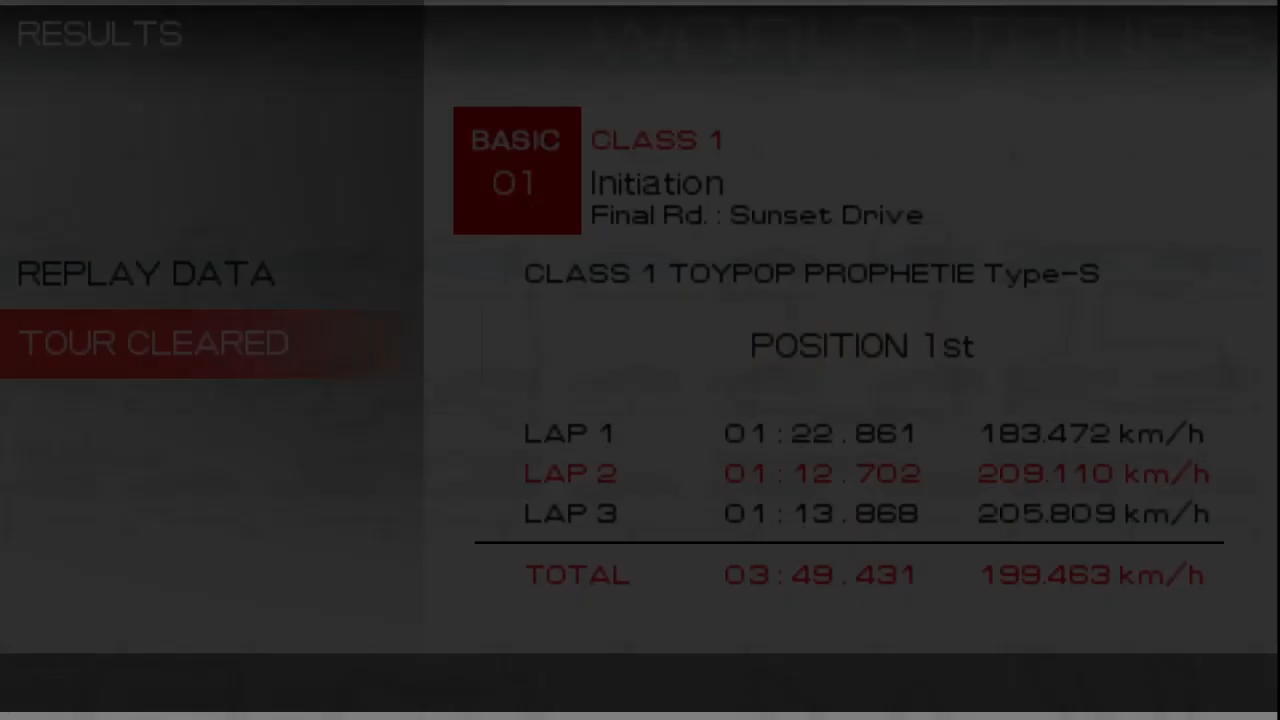 RESULTS
WORLD TOURS
BASIC
01
CLASS 1
Initiation
Final Rd. : Sunset Drive
REPLAY DATA
CLASS 1 TOYPOP PROPHETIE Type-S
TOUR CLEARED
POSITION 1st
LAP 1 01:22.861 183.472 km/h
LAP 2 01:12.702 209.110 km/h
LAP 3 01:13.868 205.809 km/h
TOTAL 03:49.431 199.463 km/h